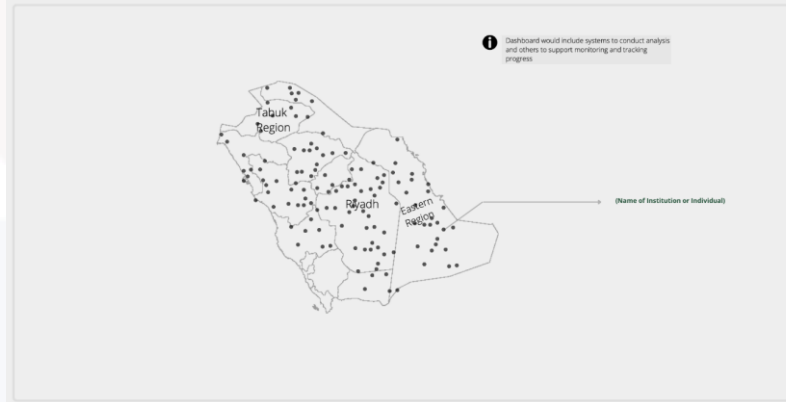 Dashboard would include systems to conduct analysis
and others to support monitoring and tracking
progress
Tabuk
Region
Riyadh
Eastern
Region
(Name of Institution or Individual)